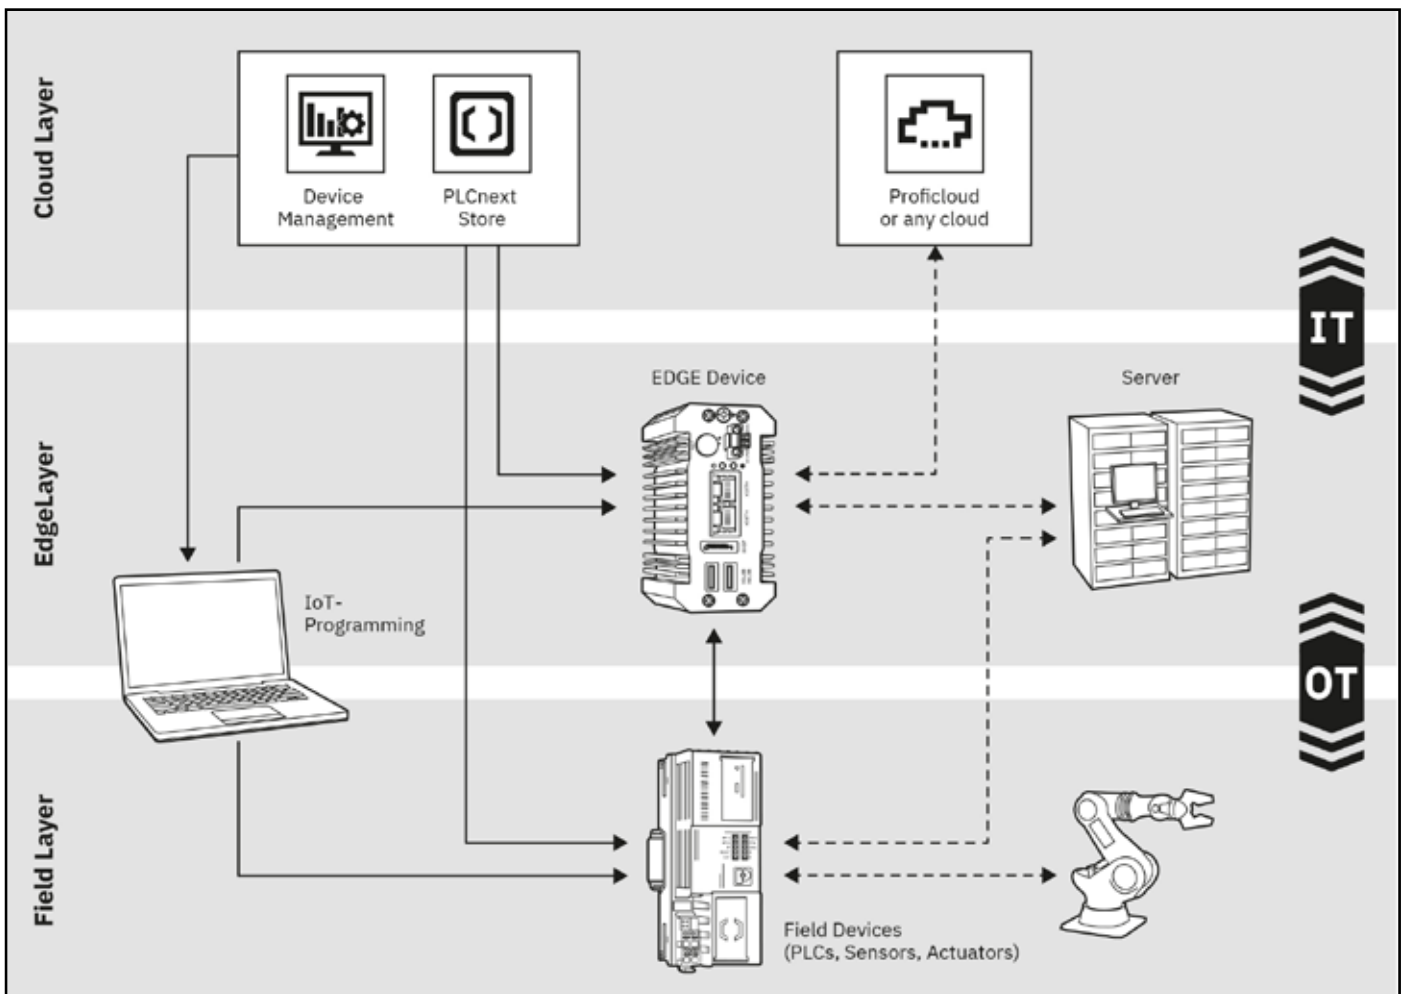 Cloud Layer
Device
Management
PLCnext
Store
Proficloud
or any cloud
IT
EdgeLayer
EDGE Device
Server
IoT-
Programming
OT
Field Layer
Field Devices
(PLCs, Sensors, Actuators)